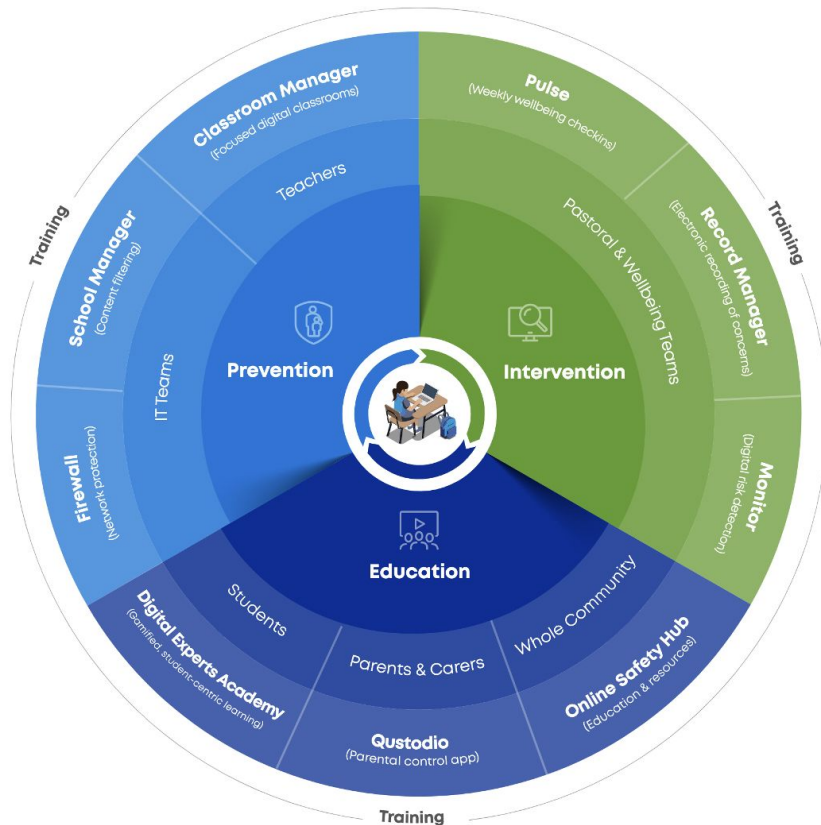 Classroom Manager
(Focused digital classrooms)
Teachers
School Manager
(Content filtering)
IT Teams
Firewall
(Network protection)
Prevention
Pulse
(Weekly wellbeing checkins)
Pastoral & Wellbeing Teams
Record Manager
(Electronic recording of concerns)
Monitor
(Digital risk detection)
Intervention
Education
Students
Digital Experts Academy
(Gamified, student-centric learning)
Parents & Carers
Qustodio
(Parental control app)
Whole Community
Online Safety Hub
(Education & resources)
Training
Training
Training